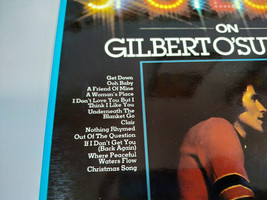 ON
GILBERT O'SU
Get Down
Ooh Baby
A Friend Of Mine
A Woman's Place
I Don't Love You But I
Think I Like You
Underneath The
Blanket Go
Clair
Nothing Rhymed
Out Of The Question
If I Don't Get You
(Back Again)
Where Peaceful
Waters Flow
Christmas Song